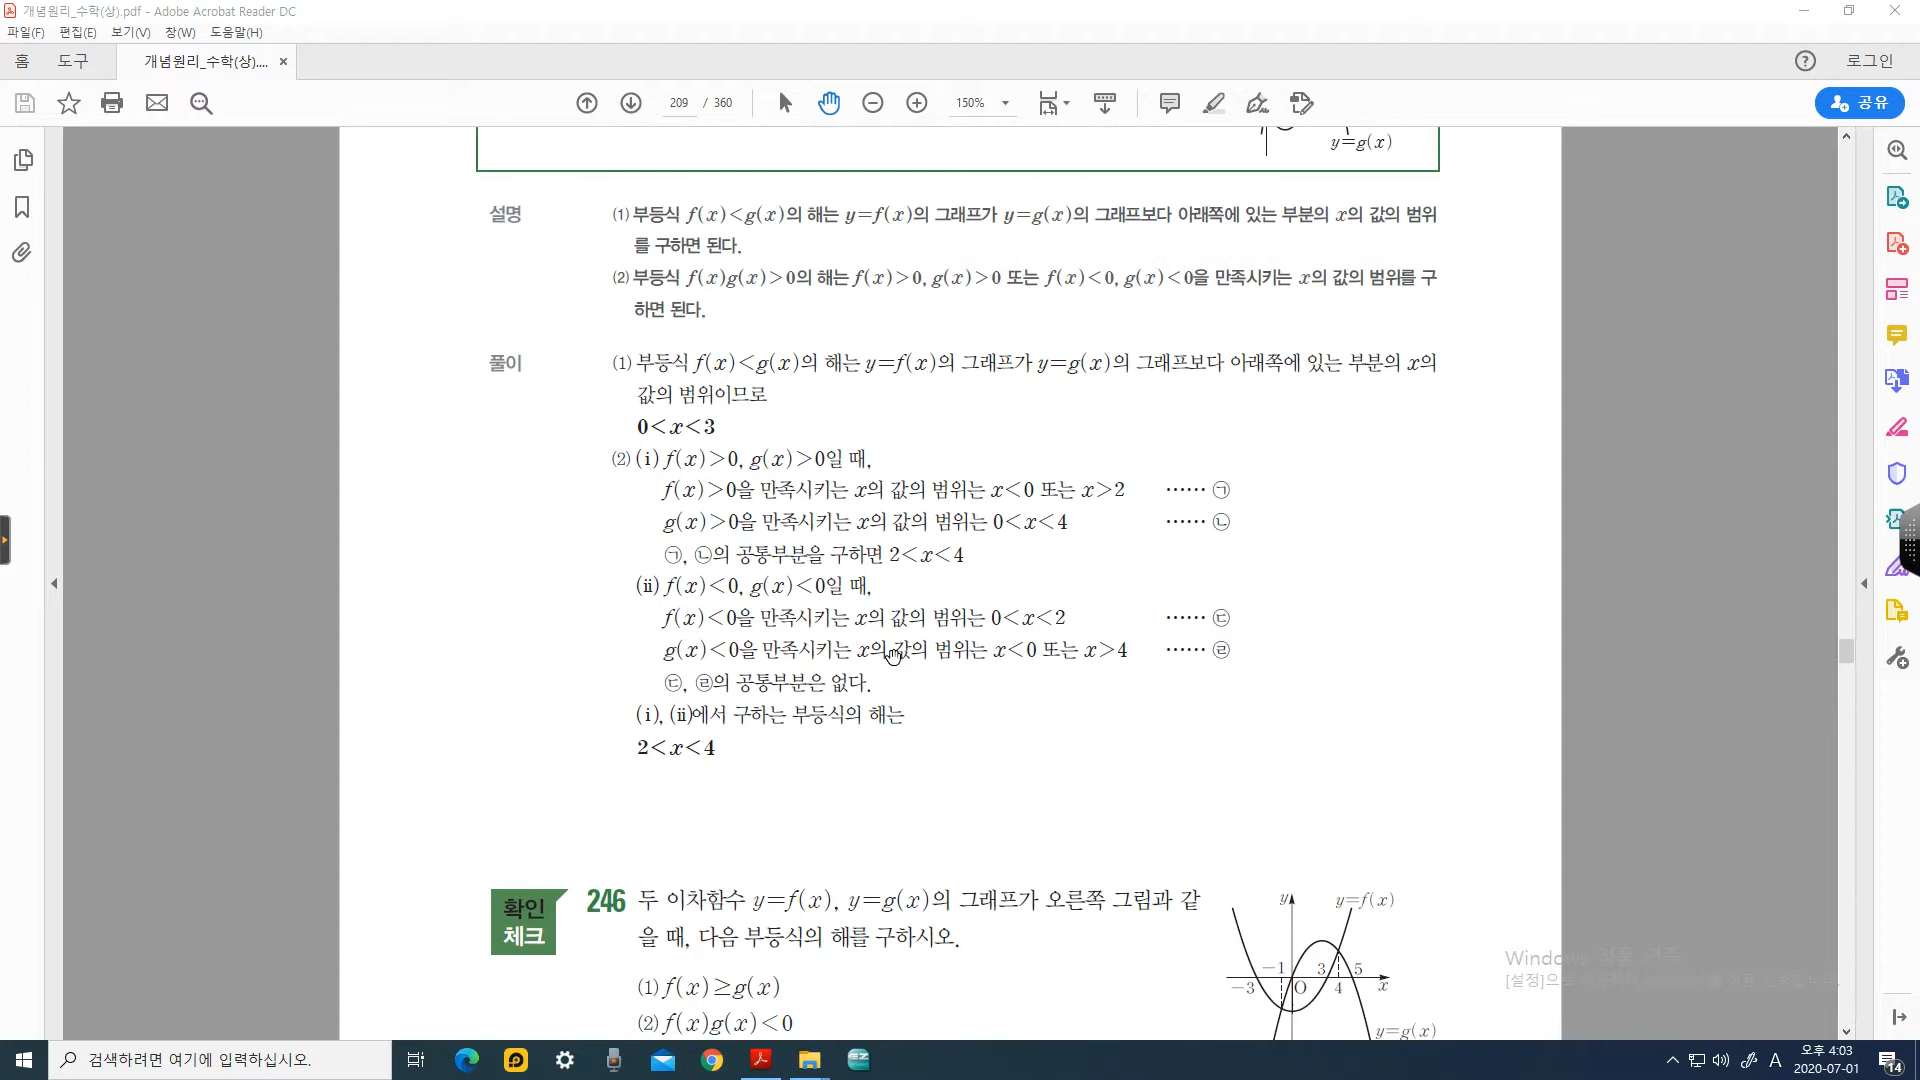 개념원리_수학(상).pdf - Adobe Acrobat Reader DC
파일(F) 편집(E) 보기(V) 창(W) 도움말(H)
홈 도구 개념원리_수학(상).... ×
로그인
209 / 360 150% 공유
y=g(x)
설명 (1) 부등식 f(x)<g(x)의 해는 y=f(x)의 그래프가 y=g(x)의 그래프보다 아래쪽에 있는 부분의 x의 값의 범위
를 구하면 된다.
(2) 부등식 f(x)g(x)>0의 해는 f(x)>0, g(x)>0 또는 f(x)<0, g(x)<0을 만족시키는 x의 값의 범위를 구
하면 된다.
풀이 (1) 부등식 f(x)<g(x)의 해는 y=f(x)의 그래프가 y=g(x)의 그래프보다 아래쪽에 있는 부분의 x의
값의 범위이므로
0<x<3
(2) (i) f(x)>0, g(x)>0일 때,
f(x)>0을 만족시키는 x의 값의 범위는 x<0 또는 x>2 ······ ㉠
g(x)>0을 만족시키는 x의 값의 범위는 0<x<4 ······ ㉡
㉠, ㉡의 공통부분을 구하면 2<x<4
(ii) f(x)<0, g(x)<0일 때,
f(x)<0을 만족시키는 x의 값의 범위는 0<x<2 ······ ㉢
g(x)<0을 만족시키는 x의 값의 범위는 x<0 또는 x>4 ······ ㉣
㉢, ㉣의 공통부분은 없다.
(i), (ii)에서 구하는 부등식의 해는
2<x<4
확인
체크
246 두 이차함수 y=f(x), y=g(x)의 그래프가 오른쪽 그림과 같
을 때, 다음 부등식의 해를 구하시오.
(1) f(x)≥g(x)
(2) f(x)g(x)<0
y y=f(x)
-1 3 5
-3 O 4 x
y=g(x)
Windows
[설정]으로
검색하려면 여기에 입력하십시오.
A 오후 4:03
2020-07-01
14